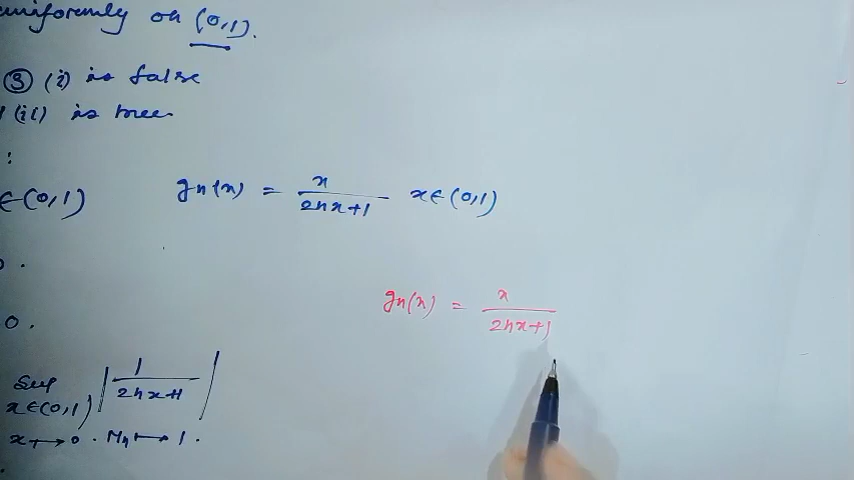 uniformly on (0,1).
③ (i) is false
(ii) is true
:
∈(0,1) gn(x) = x/(2nx+1) x∈(0,1)
0.
gn(x) = x/(2nx+1)
0.
Sup x∈(0,1) |1/(2nx+1)|
x→0. Mn→1.